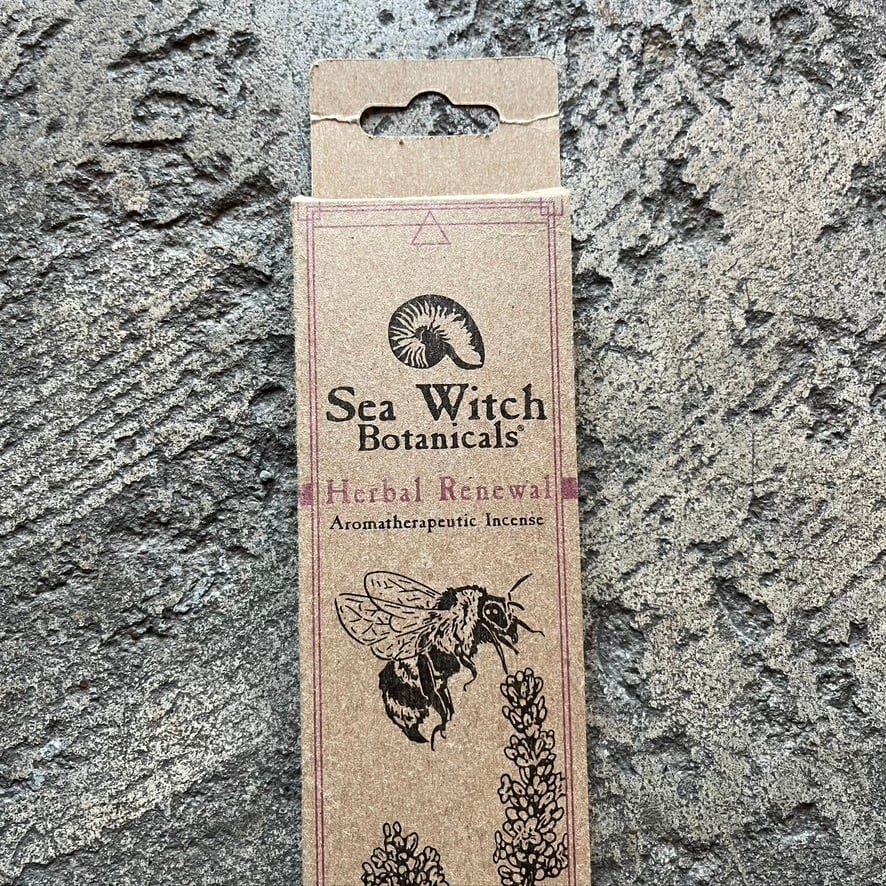 Sea Witch
Botanicals®
Herbal Renewal
Aromatherapeutic Incense